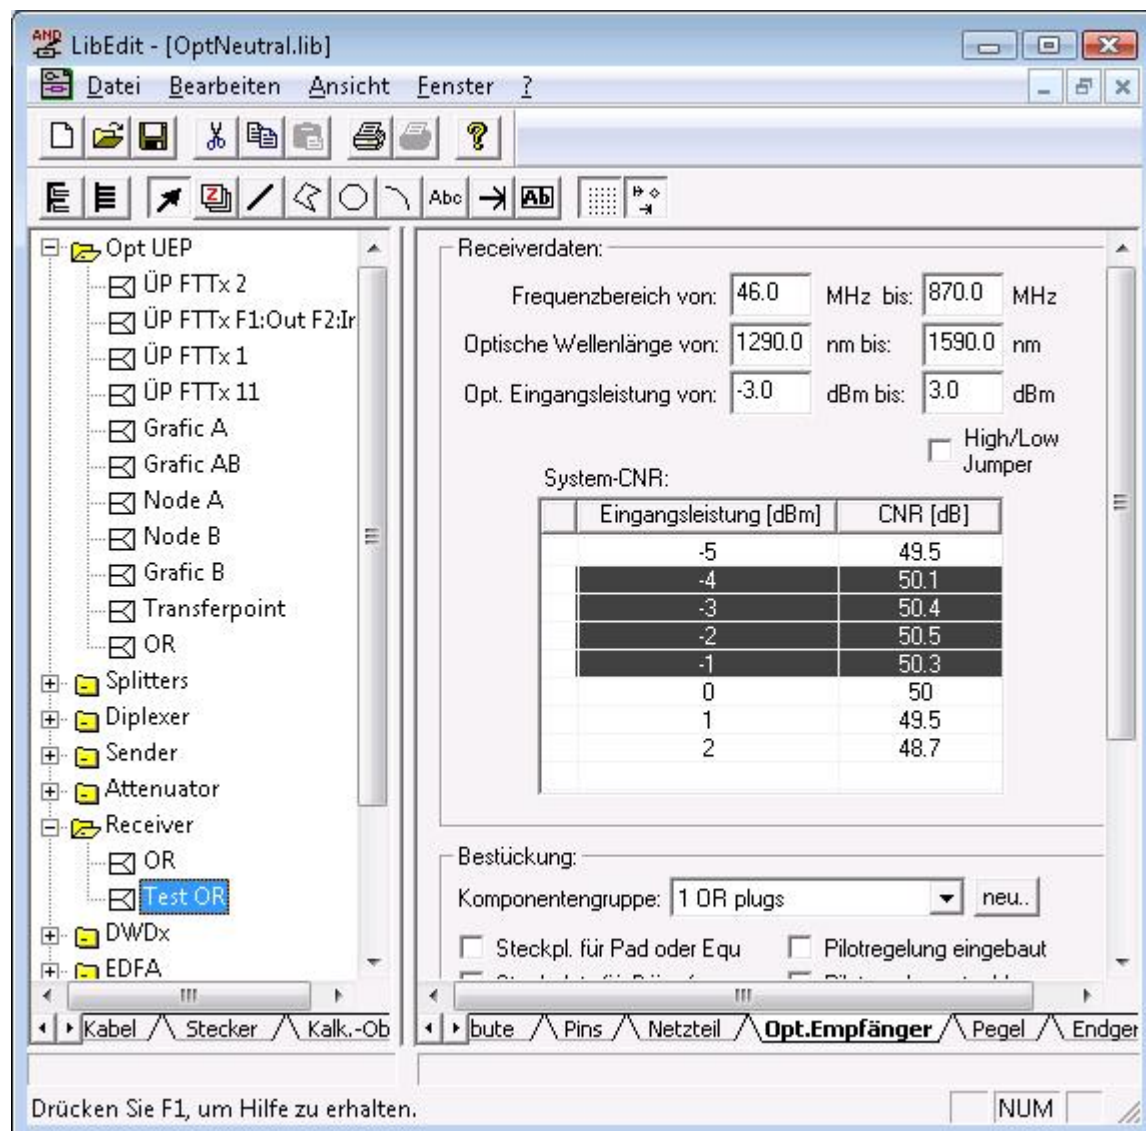 LibEdit - [OptNeutral.lib]
Datei Bearbeiten Ansicht Fenster ?
Abc Ab
Opt UEP
ÜP FTTx 2
ÜP FTTx F1:Out F2:Ir
ÜP FTTx 1
ÜP FTTx 11
Grafic A
Grafic AB
Node A
Node B
Grafic B
Transferpoint
OR
Splitters
Diplexer
Sender
Attenuator
Receiver
OR
Test OR
DWDx
EDFA
Kabel Stecker Kalk.-Ob
Receiverdaten:
Frequenzbereich von: 46.0 MHz bis: 870.0 MHz
Optische Wellenlänge von: 1290.0 nm bis: 1590.0 nm
Opt. Eingangsleistung von: -3.0 dBm bis: 3.0 dBm
High/Low
Jumper
System-CNR:
Eingangsleistung [dBm] CNR [dB]
-5 49.5
-4 50.1
-3 50.4
-2 50.5
-1 50.3
0 50
1 49.5
2 48.7
Bestückung:
Komponentengruppe: 1 OR plugs neu..
Steckpl. für Pad oder Equ Pilotregelung eingebaut
bute Pins Netzteil Opt.Empfänger Pegel Endger
Drücken Sie F1, um Hilfe zu erhalten.
NUM